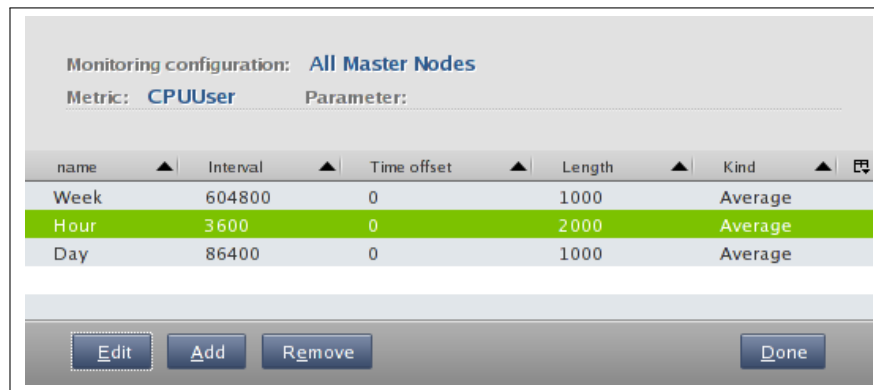 Monitoring configuration: All Master Nodes
Metric: CPUUser Parameter:
name Interval Time offset Length Kind
Week 604800 0 1000 Average
Hour 3600 0 2000 Average
Day 86400 0 1000 Average
Edit Add Remove Done